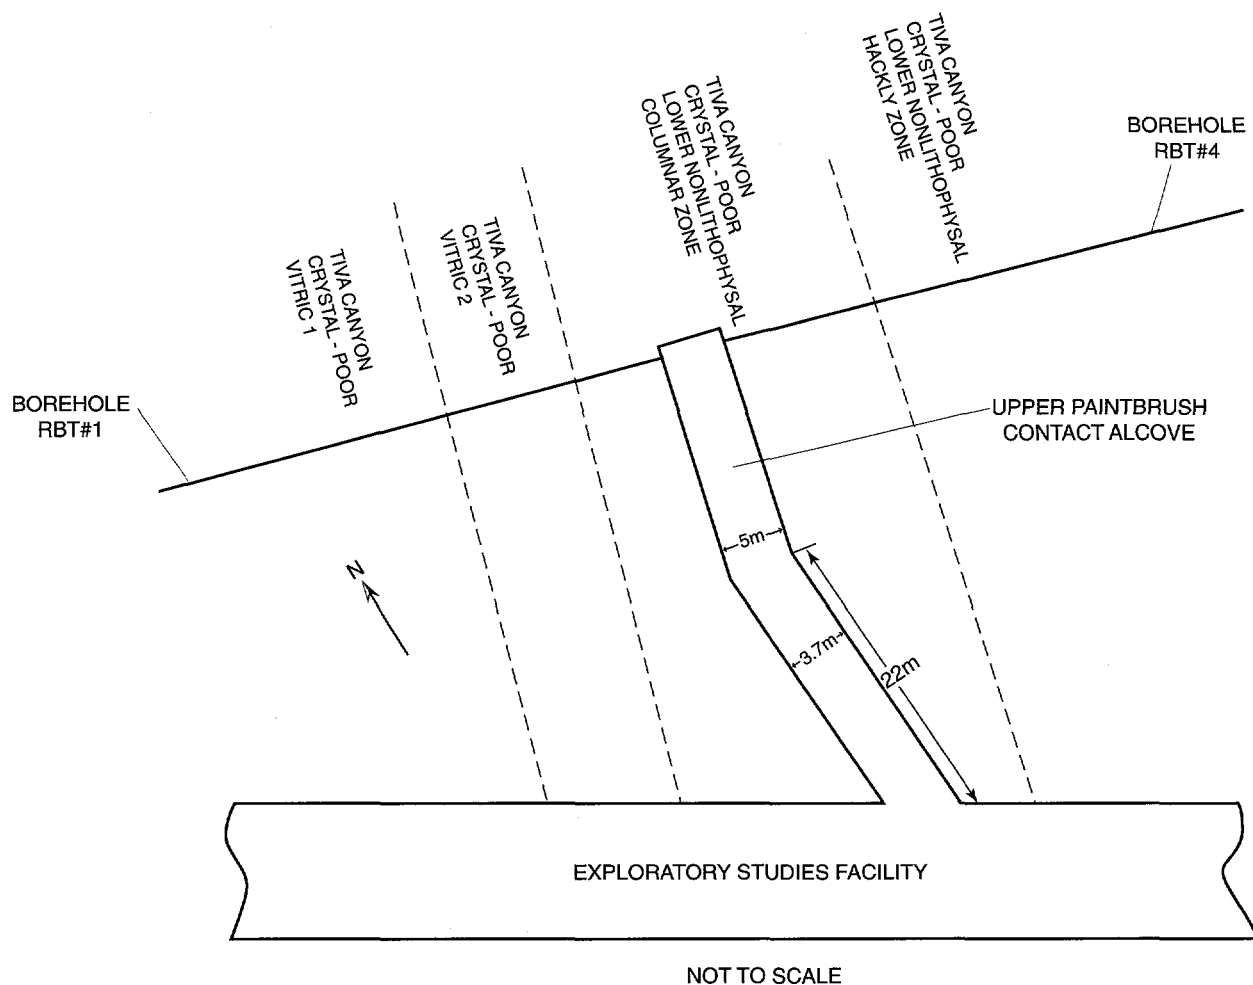 TIVA CANYON
CRYSTAL - POOR
VITRIC 1
TIVA CANYON
CRYSTAL - POOR
VITRIC 2
TIVA CANYON
CRYSTAL - POOR
LOWER NONLITHOPHYSAL
COLUMNAR ZONE
TIVA CANYON
CRYSTAL - POOR
LOWER NONLITHOPHYSAL
HACKLY ZONE
BOREHOLE
RBT#4
BOREHOLE
RBT#1
UPPER PAINTBRUSH
CONTACT ALCOVE
5m
N
3.7m
22m
EXPLORATORY STUDIES FACILITY
NOT TO SCALE